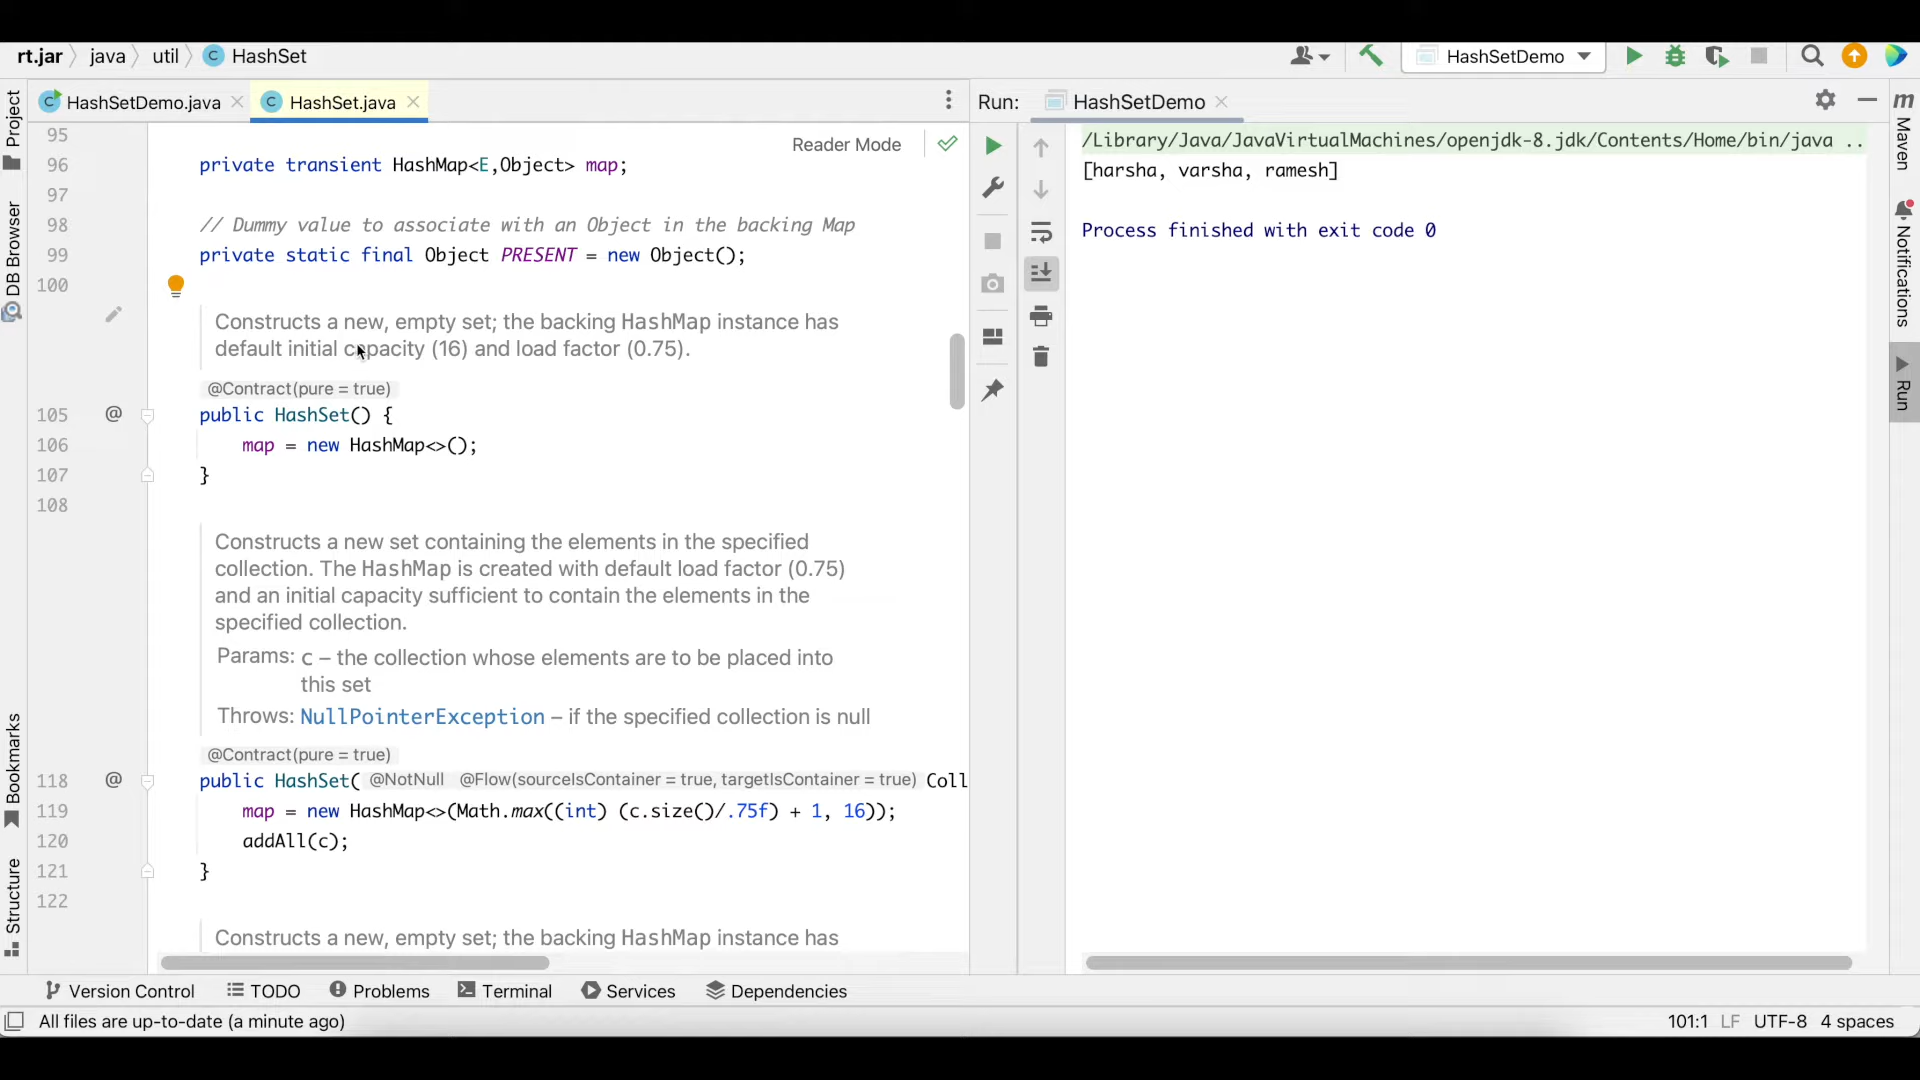 rt.jar java util HashSet
HashSetDemo
HashSetDemo.java HashSet.java
Run: HashSetDemo
Project
DB Browser
Bookmarks
Structure
m
Maven
Notifications
Run
Reader Mode
95
96 private transient HashMap<E,Object> map;
97
98 // Dummy value to associate with an Object in the backing Map
99 private static final Object PRESENT = new Object();
100
Constructs a new, empty set; the backing HashMap instance has
default initial capacity (16) and load factor (0.75).
@Contract(pure = true)
105 @ public HashSet() {
106 map = new HashMap<>();
107 }
108
Constructs a new set containing the elements in the specified
collection. The HashMap is created with default load factor (0.75)
and an initial capacity sufficient to contain the elements in the
specified collection.
Params: c – the collection whose elements are to be placed into
this set
Throws: NullPointerException – if the specified collection is null
@Contract(pure = true)
118 @ public HashSet( @NotNull @Flow(sourceIsContainer = true, targetIsContainer = true) Coll
119 map = new HashMap<>(Math.max((int) (c.size()/.75f) + 1, 16));
120 addAll(c);
121 }
122
Constructs a new, empty set; the backing HashMap instance has
/Library/Java/JavaVirtualMachines/openjdk-8.jdk/Contents/Home/bin/java ..
[harsha, varsha, ramesh]
Process finished with exit code 0
Version Control TODO Problems Terminal Services Dependencies
All files are up-to-date (a minute ago)
101:1 LF UTF-8 4 spaces